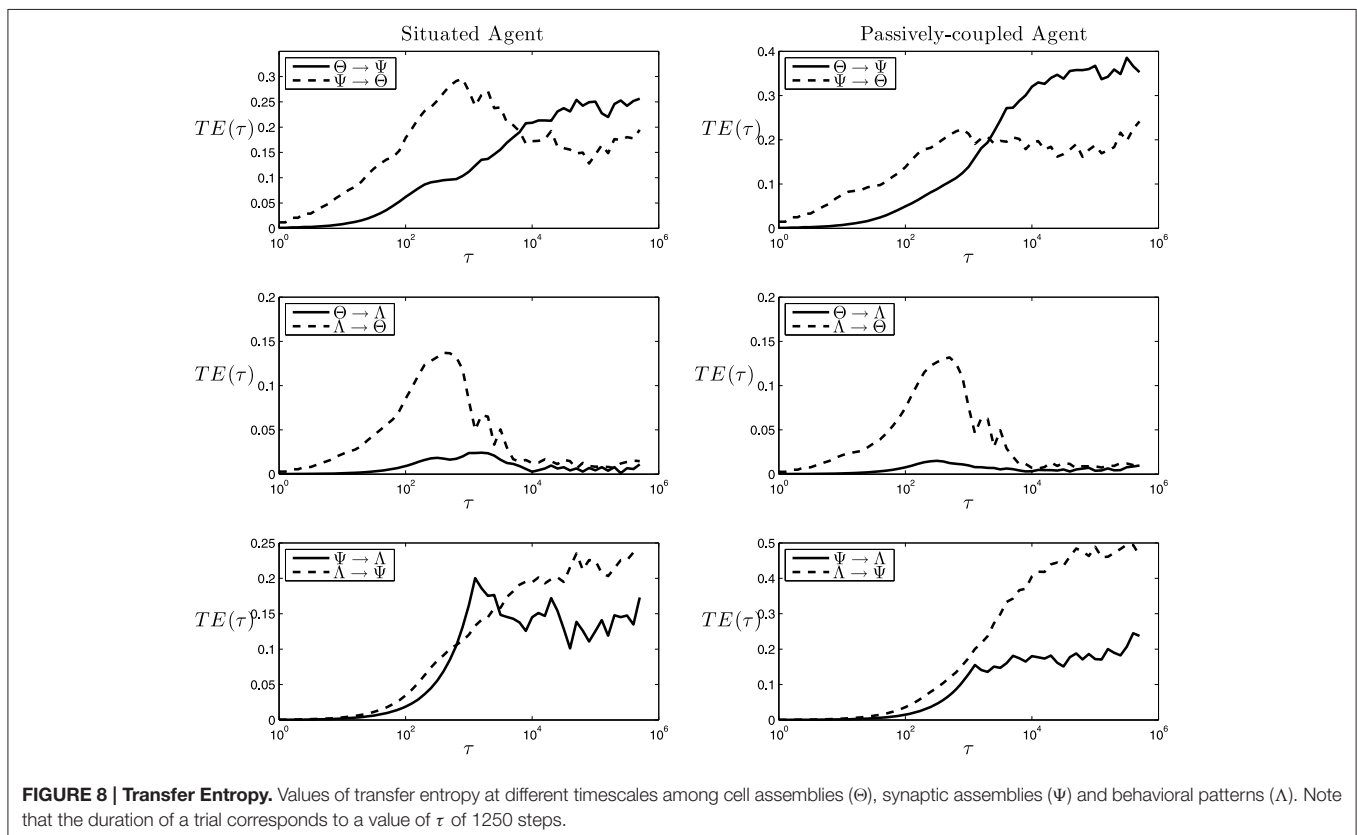 Situated Agent
Passively-coupled Agent
Θ → Ψ
Ψ → Θ
TE(τ)
0.3
0.25
0.2
0.15
0.1
0.05
0
10^0
10^2
10^4
10^6
τ
Θ → Ψ
Ψ → Θ
TE(τ)
0.4
0.3
0.2
0.1
0
10^0
10^2
10^4
10^6
τ
Θ → Λ
Λ → Θ
TE(τ)
0.2
0.15
0.1
0.05
0
10^0
10^2
10^4
10^6
τ
Θ → Λ
Λ → Θ
TE(τ)
0.2
0.15
0.1
0.05
0
10^0
10^2
10^4
10^6
τ
Ψ → Λ
Λ → Ψ
TE(τ)
0.25
0.2
0.15
0.1
0.05
0
10^0
10^2
10^4
10^6
τ
Ψ → Λ
Λ → Ψ
TE(τ)
0.5
0.4
0.3
0.2
0.1
0
10^0
10^2
10^4
10^6
τ
FIGURE 8 | Transfer Entropy. Values of transfer entropy at different timescales among cell assemblies (Θ), synaptic assemblies (Ψ) and behavioral patterns (Λ). Note
that the duration of a trial corresponds to a value of τ of 1250 steps.